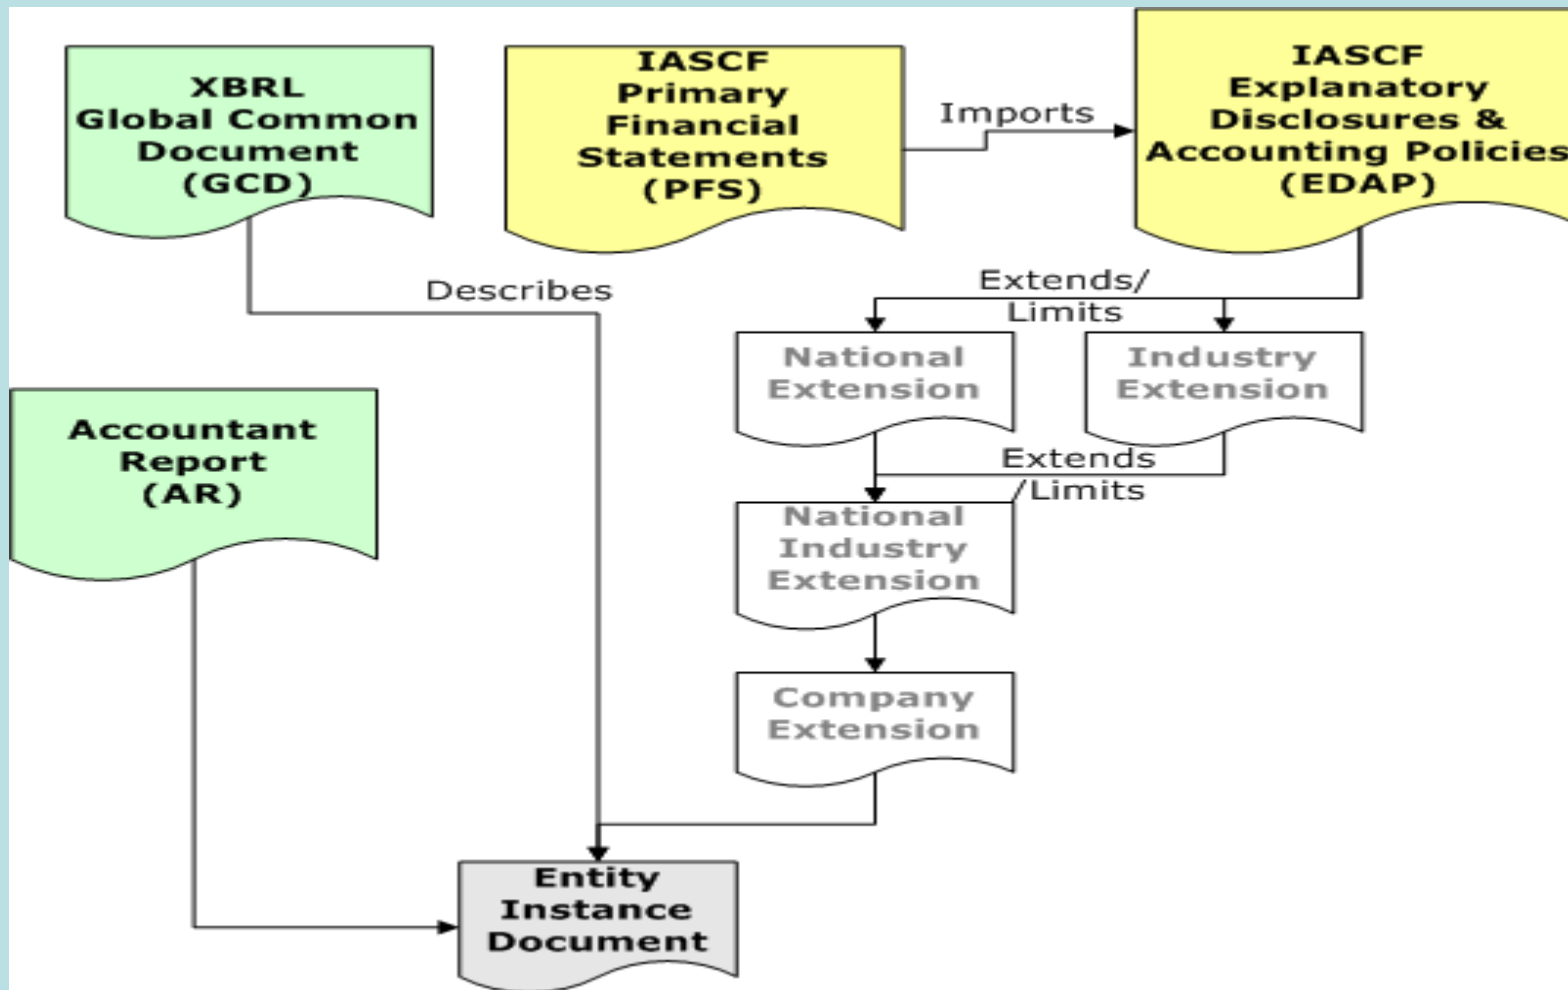 XBRL
Global Common
Document
(GCD)
IASCF
Primary
Financial
Statements
(PFS)
Imports
IASCF
Explanatory
Disclosures &
Accounting Policies
(EDAP)
Describes
Extends/
Limits
National
Extension
Industry
Extension
Accountant
Report
(AR)
Extends
/Limits
National
Industry
Extension
Company
Extension
Entity
Instance
Document